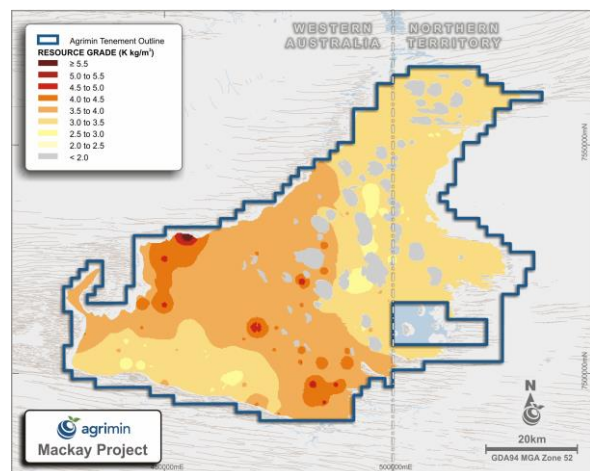 WESTERN AUSTRALIA
NORTHERN TERRITORY
Agrimin Tenement Outline
RESOURCE GRADE (K kg/m³)
≥ 5.5
5.0 to 5.5
4.5 to 5.0
4.0 to 4.5
3.5 to 4.0
3.0 to 3.5
2.5 to 3.0
2.0 to 2.5
< 2.0
7550000mN
7500000mN
agrimin
Mackay Project
500000mE
N
20km
GDA94 MGA Zone 52